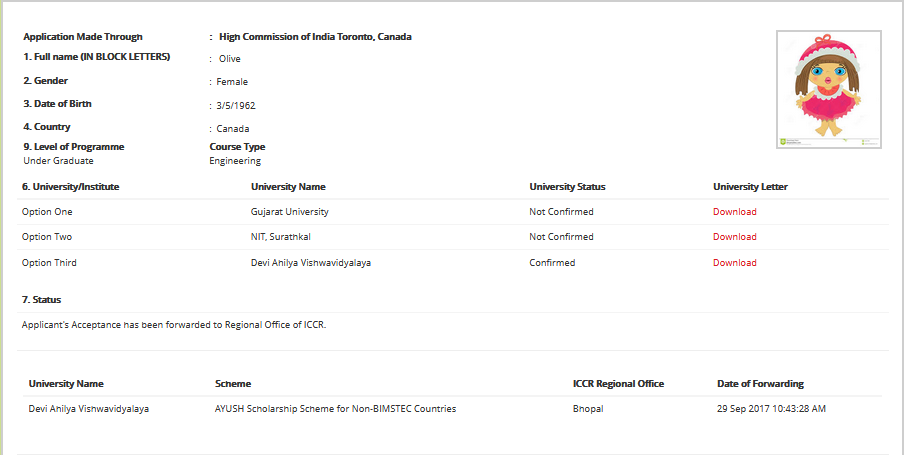 Application Made Through : High Commission of India Toronto, Canada
1. Full name (IN BLOCK LETTERS) : Olive
2. Gender : Female
3. Date of Birth : 3/5/1962
4. Country : Canada
9. Level of Programme Course Type
Under Graduate Engineering
6. University/Institute University Name University Status University Letter
Option One Gujarat University Not Confirmed Download
Option Two NIT, Surathkal Not Confirmed Download
Option Third Devi Ahilya Vishwavidyalaya Confirmed Download
7. Status
Applicant's Acceptance has been forwarded to Regional Office of ICCR.
University Name Scheme ICCR Regional Office Date of Forwarding
Devi Ahilya Vishwavidyalaya AYUSH Scholarship Scheme for Non-BIMSTEC Countries Bhopal 29 Sep 2017 10:43:28 AM